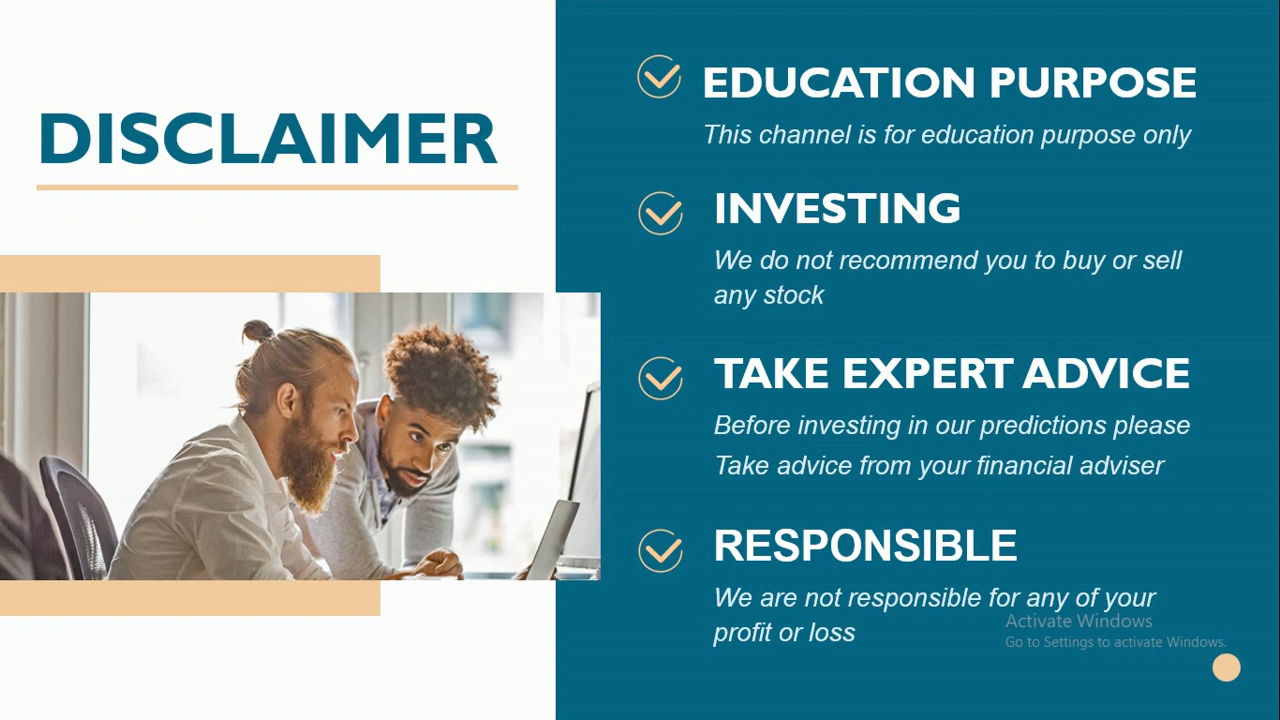 DISCLAIMER
EDUCATION PURPOSE
This channel is for education purpose only
INVESTING
We do not recommend you to buy or sell
any stock
TAKE EXPERT ADVICE
Before investing in our predictions please
Take advice from your financial adviser
RESPONSIBLE
We are not responsible for any of your
profit or loss
Activate Windows
Go to Settings to activate Windows.